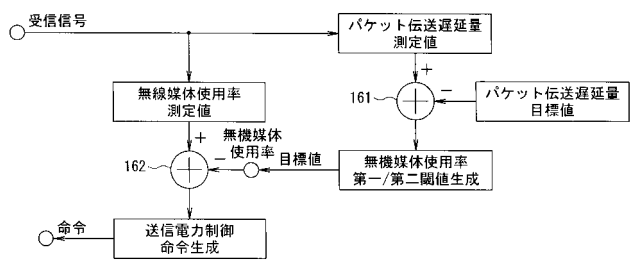 受信信号
パケット伝送遅延量
測定値
無線媒体使用率
測定値
+
161
+
−
パケット伝送遅延量
目標値
無機媒体
使用率
+
162
−
目標値
無機媒体使用率
第一/第二閾値生成
命令
送信電力制御
命令生成